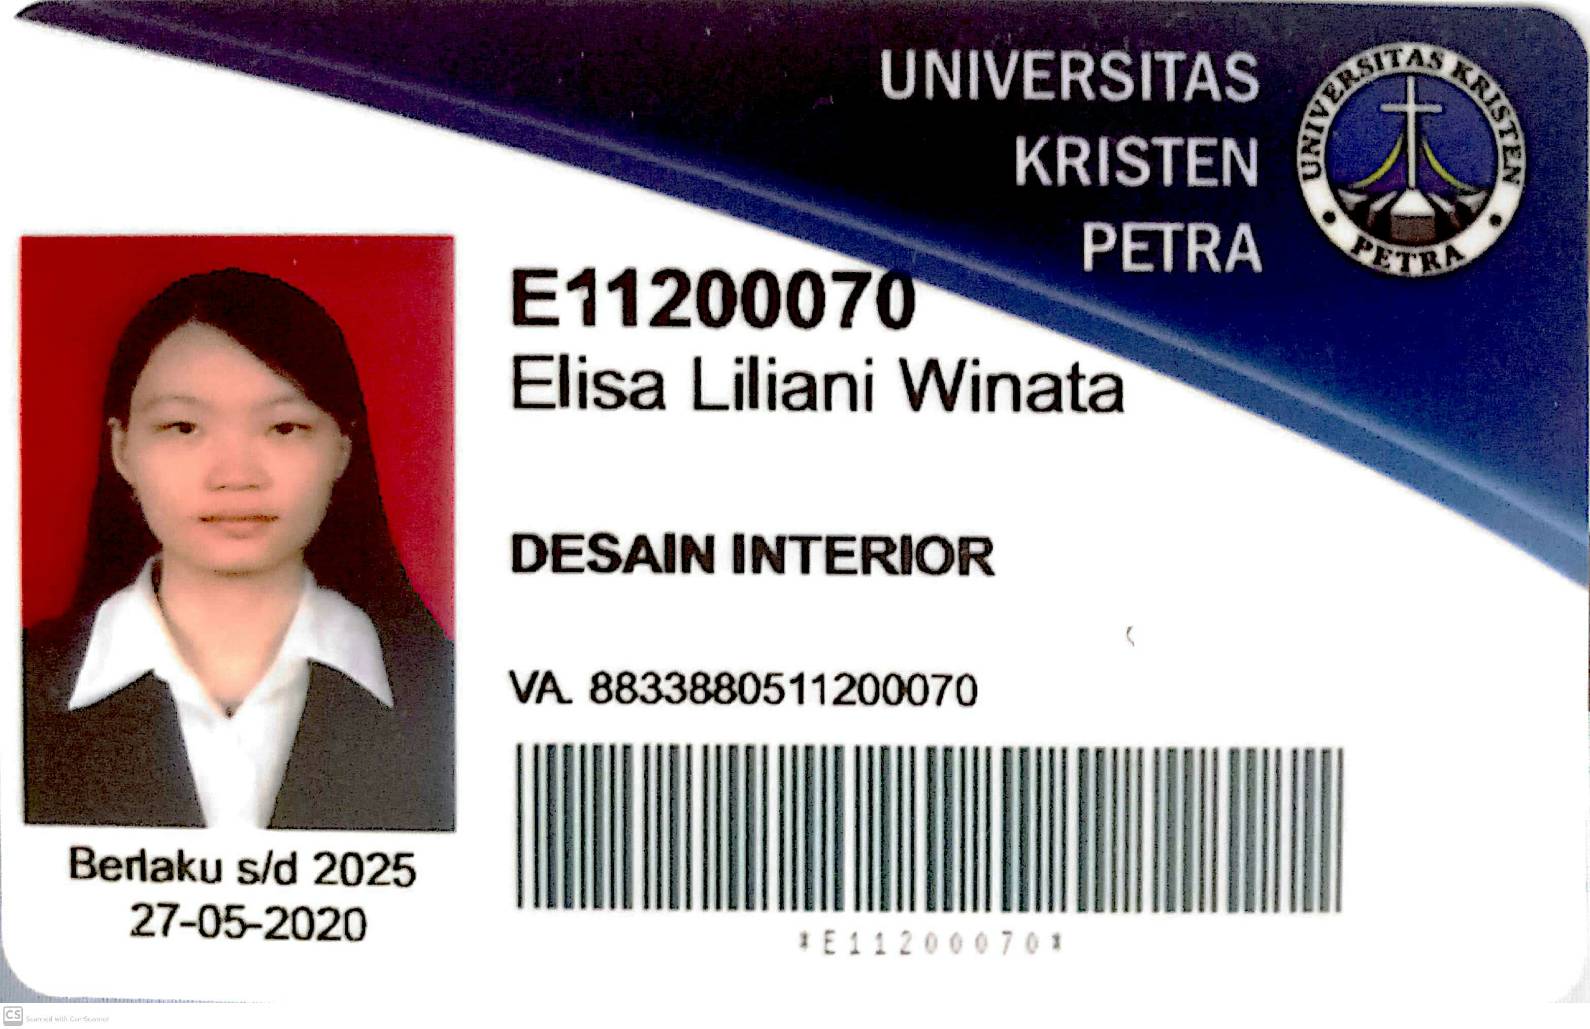 UNIVERSITAS
KRISTEN
PETRA
UNIVERSITAS KRISTEN
PETRA
E11200070
Elisa Liliani Winata
DESAIN INTERIOR
VA. 8833880511200070
*E11200070*
Berlaku s/d 2025
27-05-2020
CS
Scanned with CamScanner